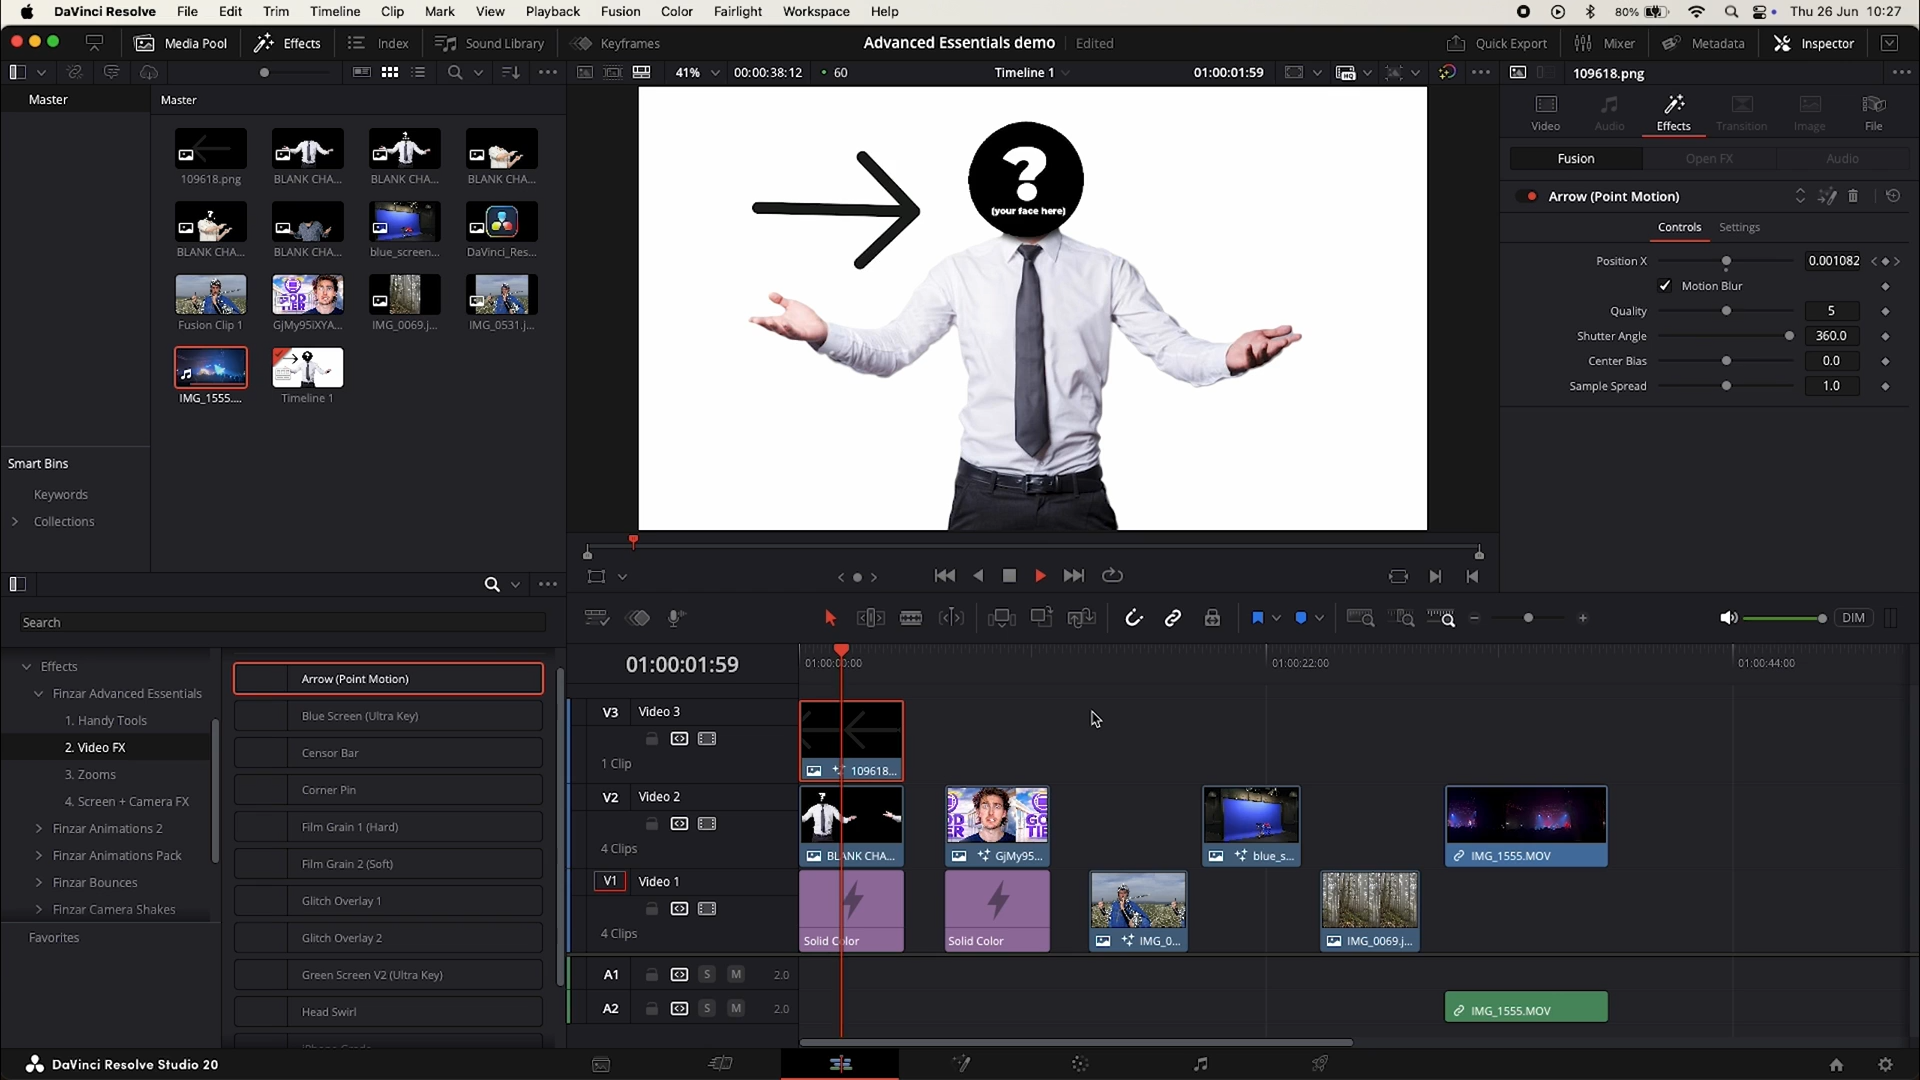 DaVinci Resolve File Edit Trim Timeline Clip Mark View Playback Fusion Color Fairlight Workspace Help 80% Thu 26 Jun 10:27
Media Pool Effects Index Sound Library Keyframes Advanced Essentials demo Edited Quick Export Mixer Metadata Inspector
41% 00:00:38:12 60 Timeline 1 01:00:01:59 109618.png
Master Master
Video Audio Effects Transition Image File
109618.png BLANK CHA... BLANK CHA... BLANK CHA...
Fusion Open FX Audio
?
(your face here)
Arrow (Point Motion)
Controls Settings
BLANK CHA... BLANK CHA... blue_screen... DaVinci_Res...
Position X 0.001082
Motion Blur
Quality 5
Shutter Angle 360.0
Center Bias 0.0
Sample Spread 1.0
Fusion Clip 1 GjMy95iXYA... IMG_0069.j... IMG_0531.j...
IMG_1555.... Timeline 1
Smart Bins
Keywords
Collections
Search
DIM
01:00:01:59 01:00:00:00 01:00:22:00 01:00:44:00
Effects
Finzar Advanced Essentials
1. Handy Tools
2. Video FX
3. Zooms
4. Screen + Camera FX
Finzar Animations 2
Finzar Animations Pack
Finzar Bounces
Finzar Camera Shakes
Favorites
Arrow (Point Motion)
Blue Screen (Ultra Key)
Censor Bar
Corner Pin
Film Grain 1 (Hard)
Film Grain 2 (Soft)
Glitch Overlay 1
Glitch Overlay 2
Green Screen V2 (Ultra Key)
Head Swirl
V3 Video 3
1 Clip
109618...
V2 Video 2
4 Clips
BLANK CHA... GjMy95... blue_s... IMG_1555.MOV
V1 Video 1
4 Clips
Solid Color Solid Color IMG_0... IMG_0069.j...
A1 S M 2.0
A2 S M 2.0 IMG_1555.MOV
DaVinci Resolve Studio 20